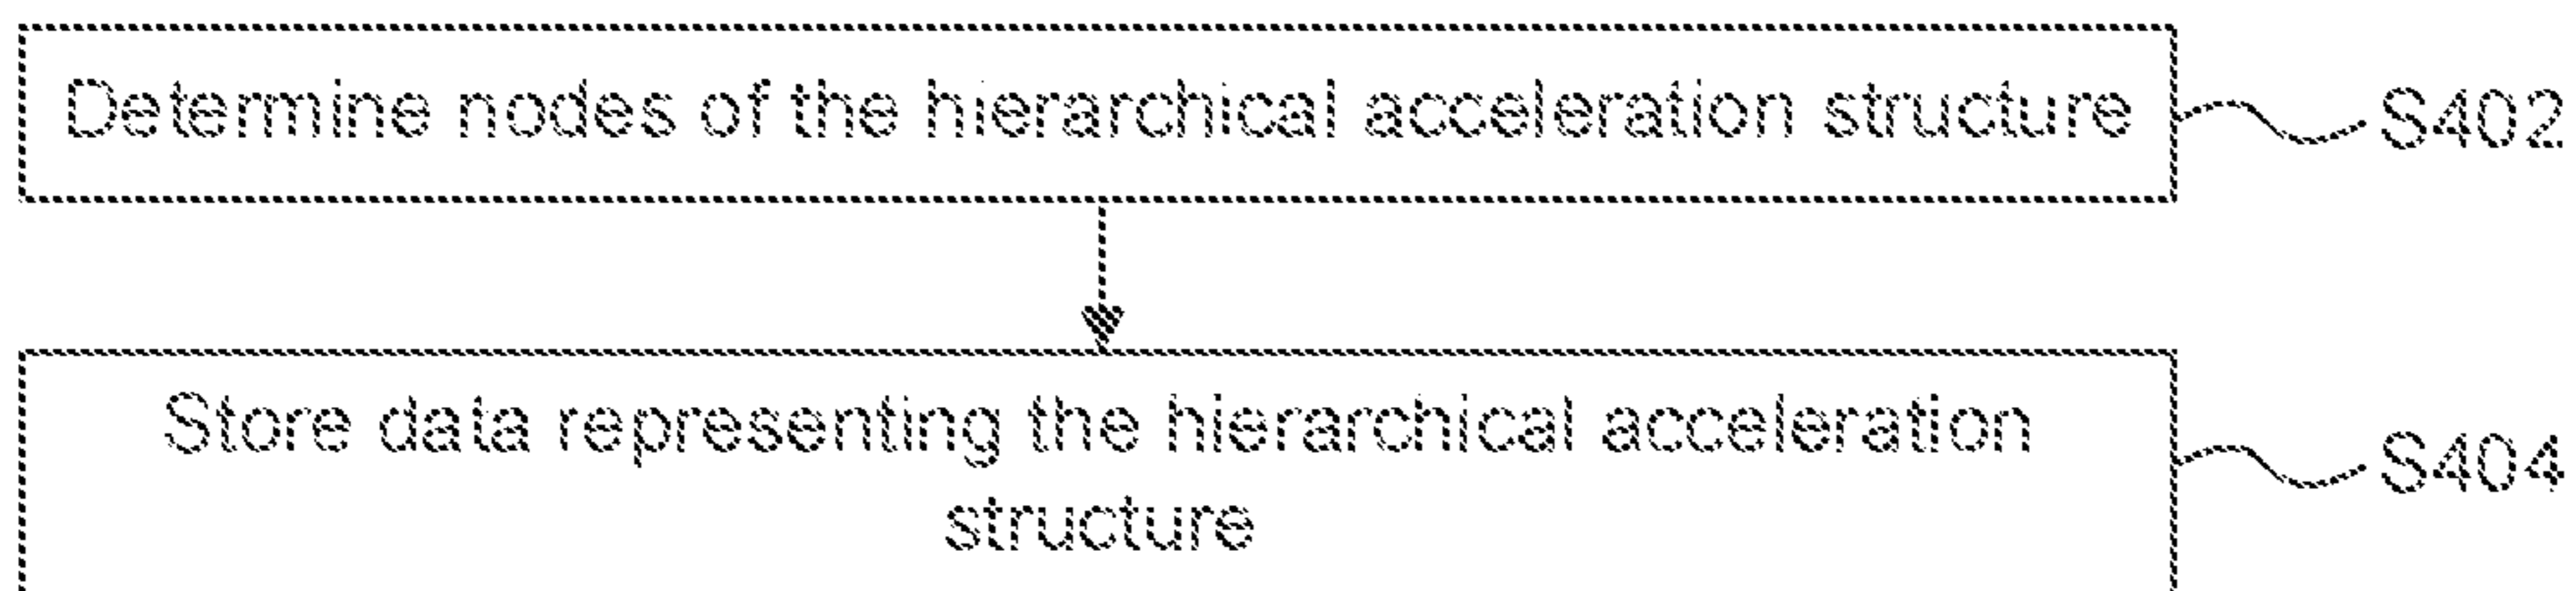 Determine nodes of the hierarchical acceleration structure
S402
Store data representing the hierarchical acceleration
structure
S404